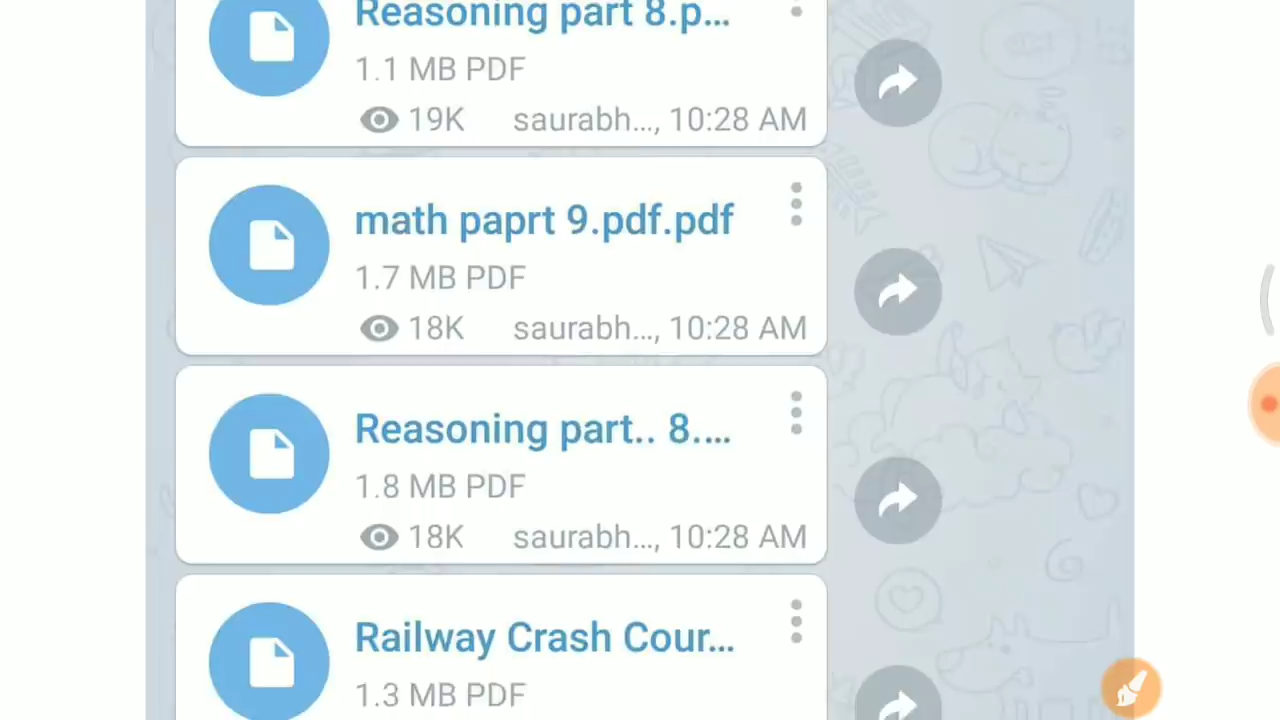 Reasoning part 8.p...
1.1 MB PDF
19K saurabh..., 10:28 AM
math paprt 9.pdf.pdf
1.7 MB PDF
18K saurabh..., 10:28 AM
Reasoning part.. 8....
1.8 MB PDF
18K saurabh..., 10:28 AM
Railway Crash Cour...
1.3 MB PDF